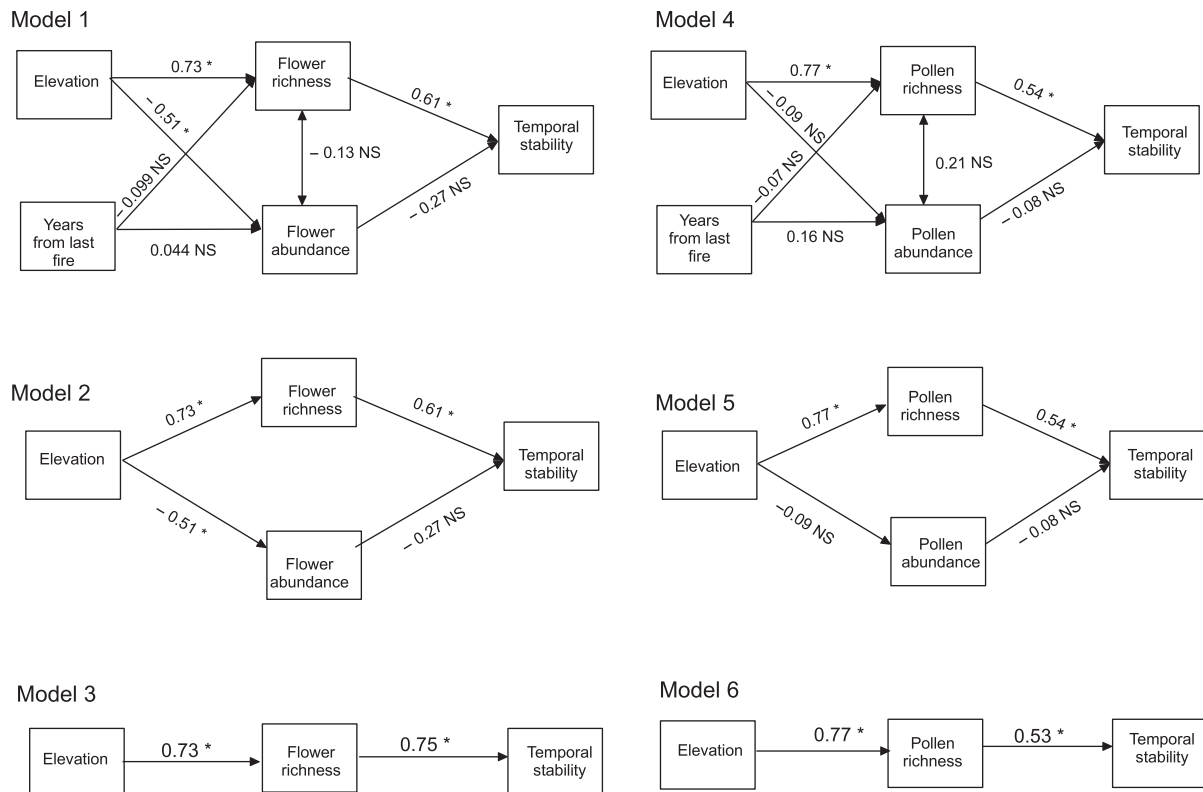 Model 1
Elevation
0.73 *
Flower
richness
0.61 *
– 0.51 *
Temporal
stability
– 0.13 NS
– 0.099 NS
– 0.27 NS
Years
from last
fire
0.044 NS
Flower
abundance
Model 4
Elevation
0.77 *
Pollen
richness
0.54 *
– 0.09 NS
Temporal
stability
0.21 NS
–0.07 NS
– 0.08 NS
Years
from last
fire
0.16 NS
Pollen
abundance
Model 2
Elevation
0.73 *
Flower
richness
0.61 *
Temporal
stability
– 0.51 *
– 0.27 NS
Flower
abundance
Model 5
Elevation
0.77 *
Pollen
richness
0.54 *
Temporal
stability
–0.09 NS
– 0.08 NS
Pollen
abundance
Model 3
Elevation
0.73 *
Flower
richness
0.75 *
Temporal
stability
Model 6
Elevation
0.77 *
Pollen
richness
0.53 *
Temporal
stability